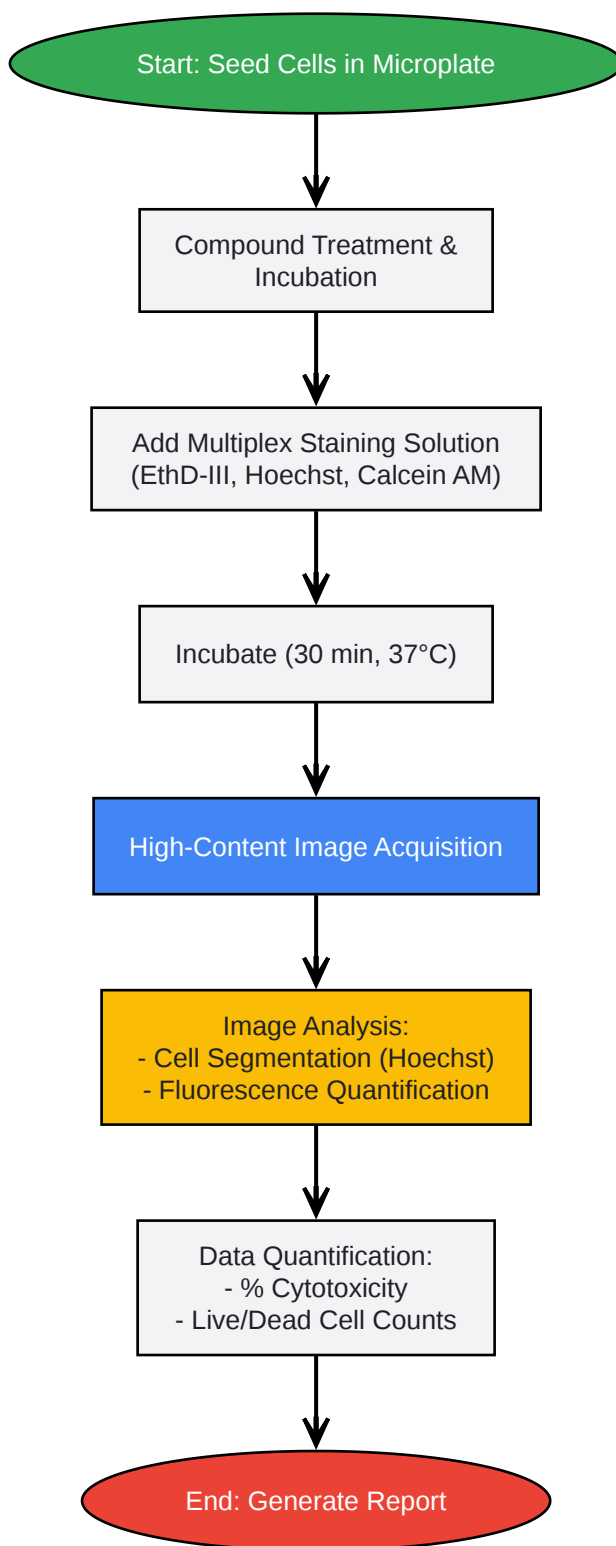 Start: Seed Cells in Microplate
Compound Treatment &
Incubation
Add Multiplex Staining Solution
(EthD-III, Hoechst, Calcein AM)
Incubate (30 min, 37°C)
High-Content Image Acquisition
Image Analysis:
- Cell Segmentation (Hoechst)
- Fluorescence Quantification
Data Quantification:
- % Cytotoxicity
- Live/Dead Cell Counts
End: Generate Report